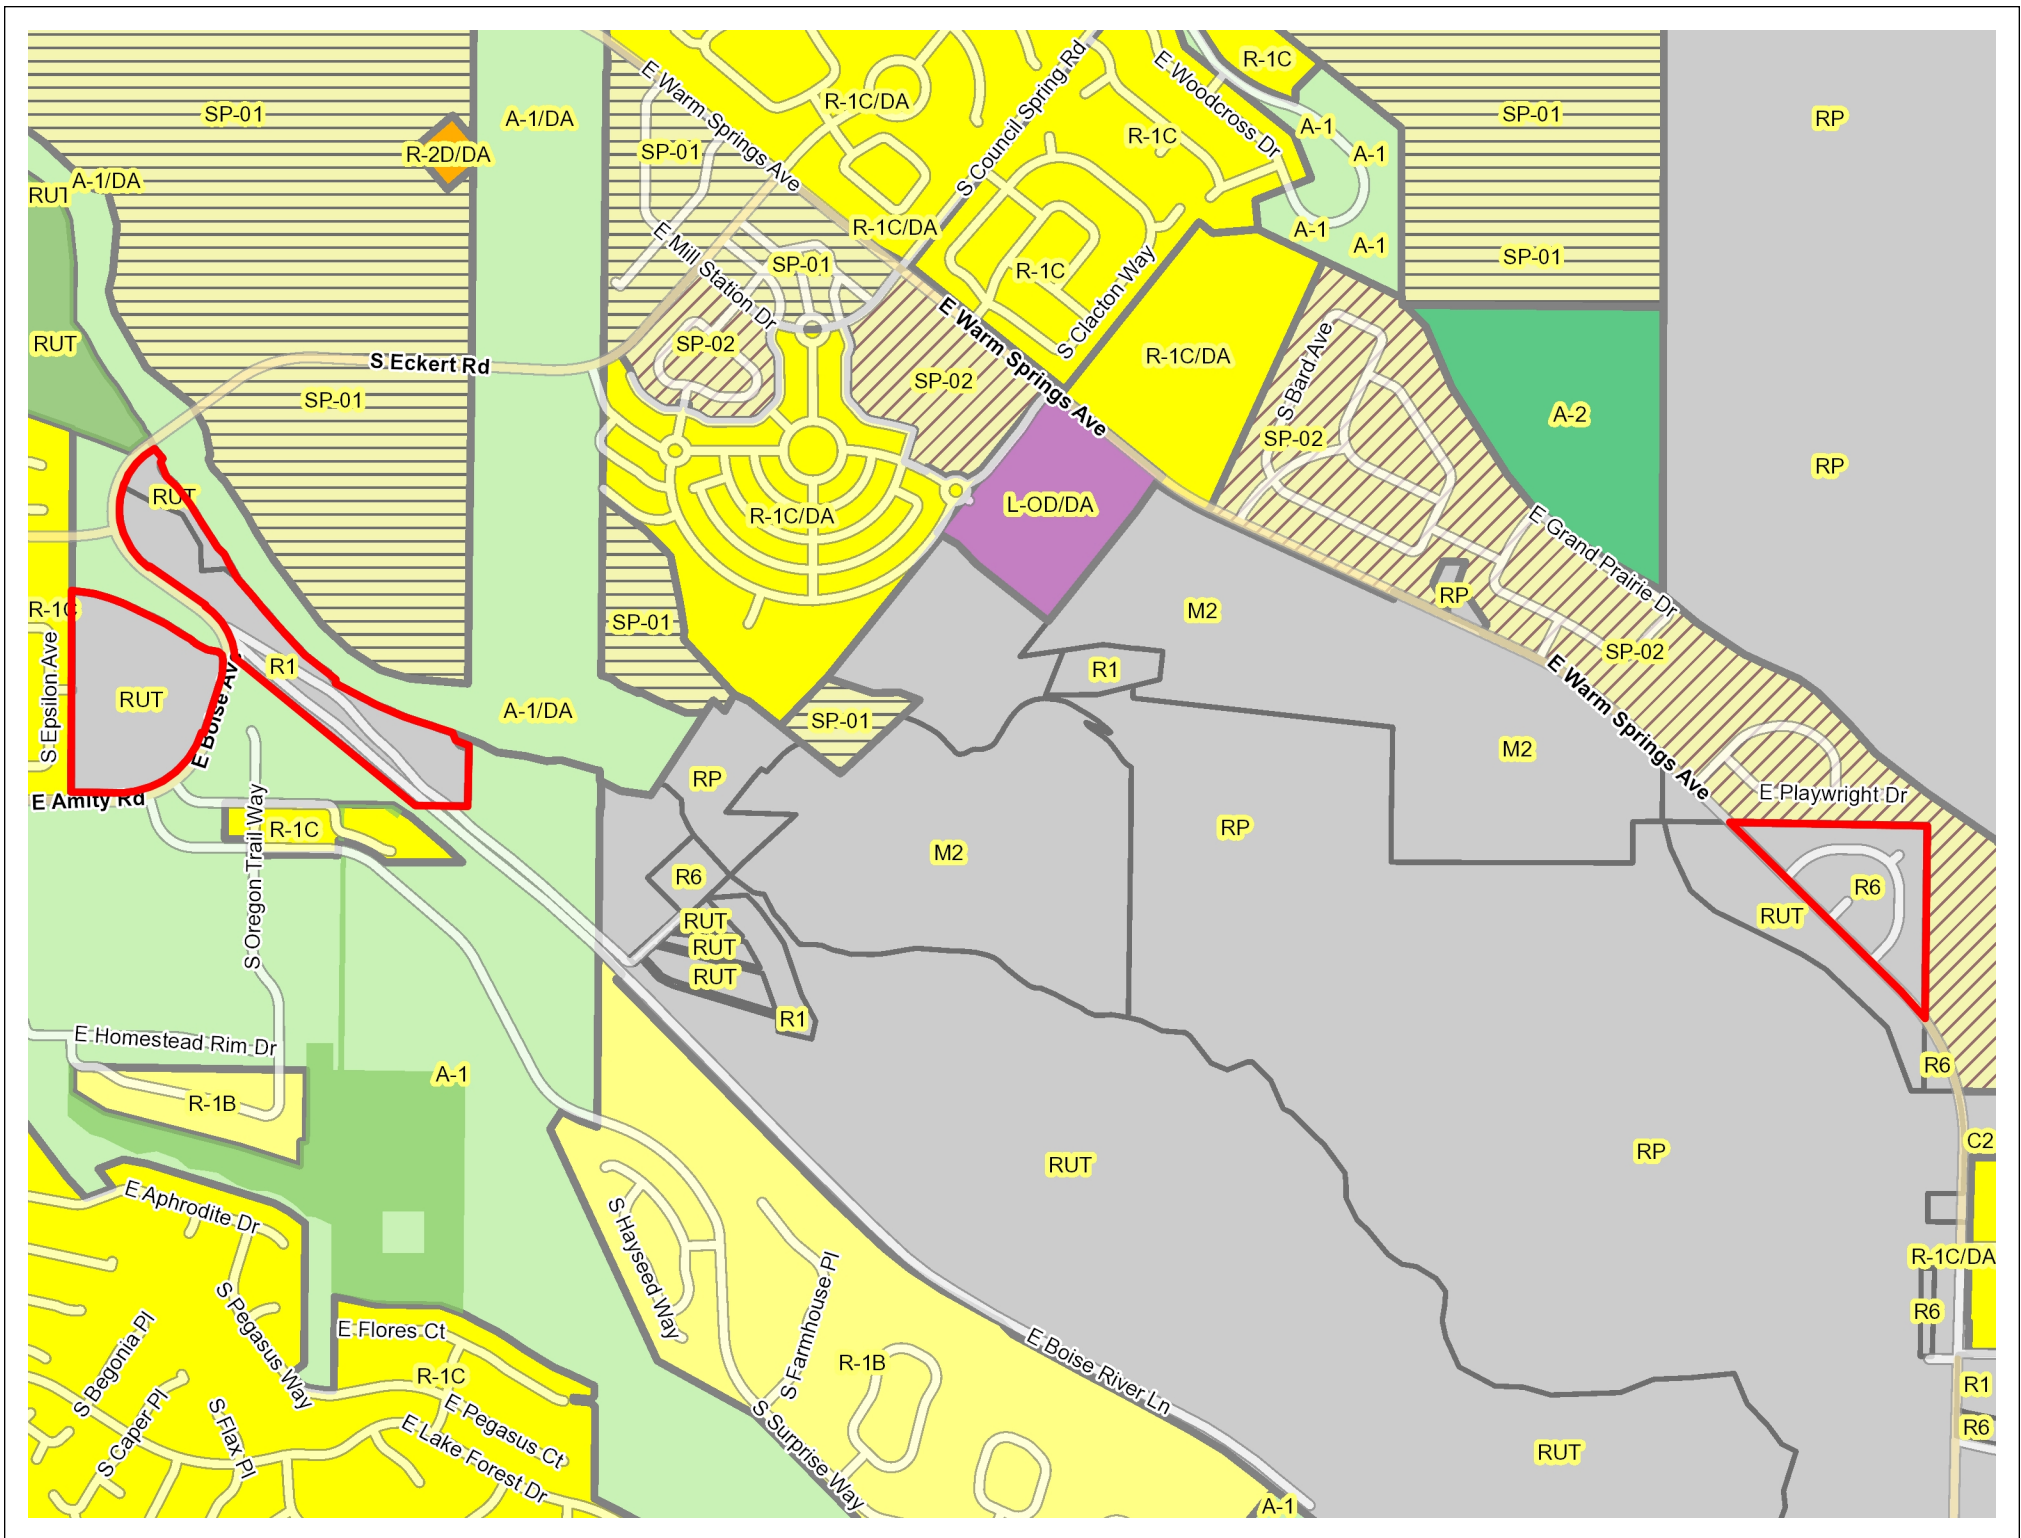 R-1C
E Woodcross Dr
S Council Spring Rd
E Warm Springs Ave
R-1C/DA
SP-01
A-1/DA
SP-01
RP
A-1
R-1C
SP-01
A-1
R-2D/DA
A-1/DA
RUT
R-1C/DA
A-1
A-1
E Mill Station Dr
SP-01
R-1C
SP-01
S Clacton Way
E Warm Springs Ave
RUT
SP-02
R-1C/DA
S Bard Ave
S Eckert Rd
SP-02
SP-01
A-2
SP-02
RP
RUT
L-OD/DA
R-1C/DA
E Grand Prairie Dr
RP
R-1C
M2
SP-01
SP-02
S Epsilon Ave
R1
R1
E Warm Springs Ave
RUT
E Boise Ave
A-1/DA
SP-01
M2
RP
E Playwright Dr
E Amity Rd
R-1C
RP
M2
S Oregon Trail Way
R6
R6
RUT
RUT
RUT
RUT
R1
E Homestead Rim Dr
R6
A-1
R-1B
C2
RP
RUT
E Aphrodite Dr
R-1C/DA
S Hayseed Way
R6
S Farmhouse Pl
S Pegasus Way
E Flores Ct
S Begonia Pl
R-1B
E Boise River Ln
R-1C
R1
S Caper Pl
S Flax Pl
E Pegasus Ct
R6
E Lake Forest Dr
S Surprise Way
RUT
A-1